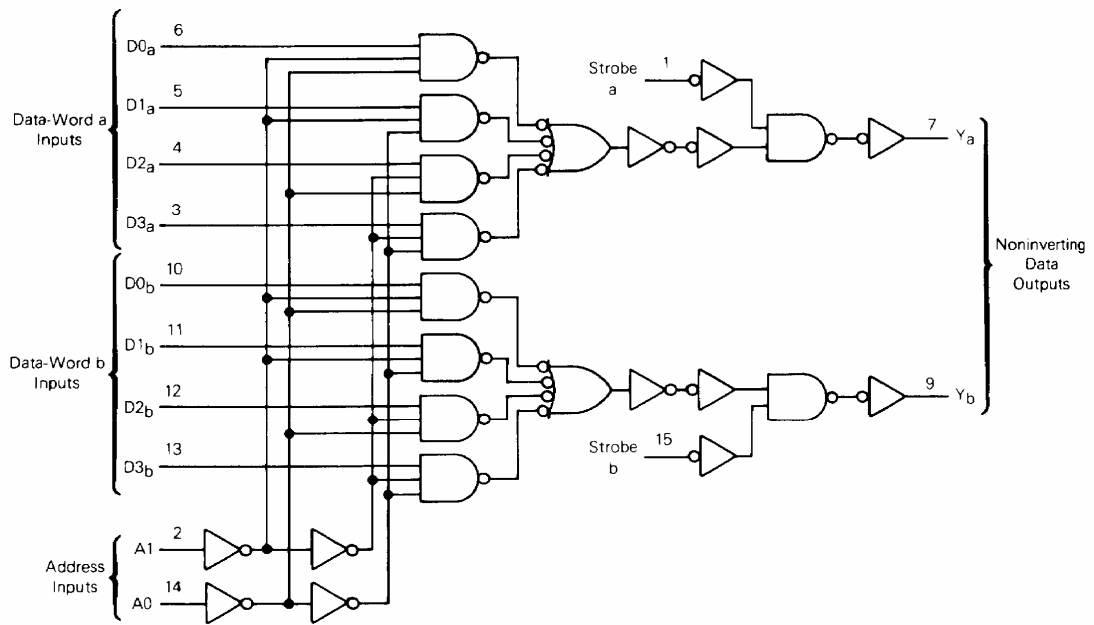 6
D0a
5
D1a
Data-Word a
Inputs
4
D2a
3
D3a
10
D0b
11
D1b
Data-Word b
Inputs
12
D2b
13
D3b
2
A1
Address
Inputs
14
A0
Strobe
a
1
7
Ya
Noninverting
Data
Outputs
9
Yb
Strobe
b
15